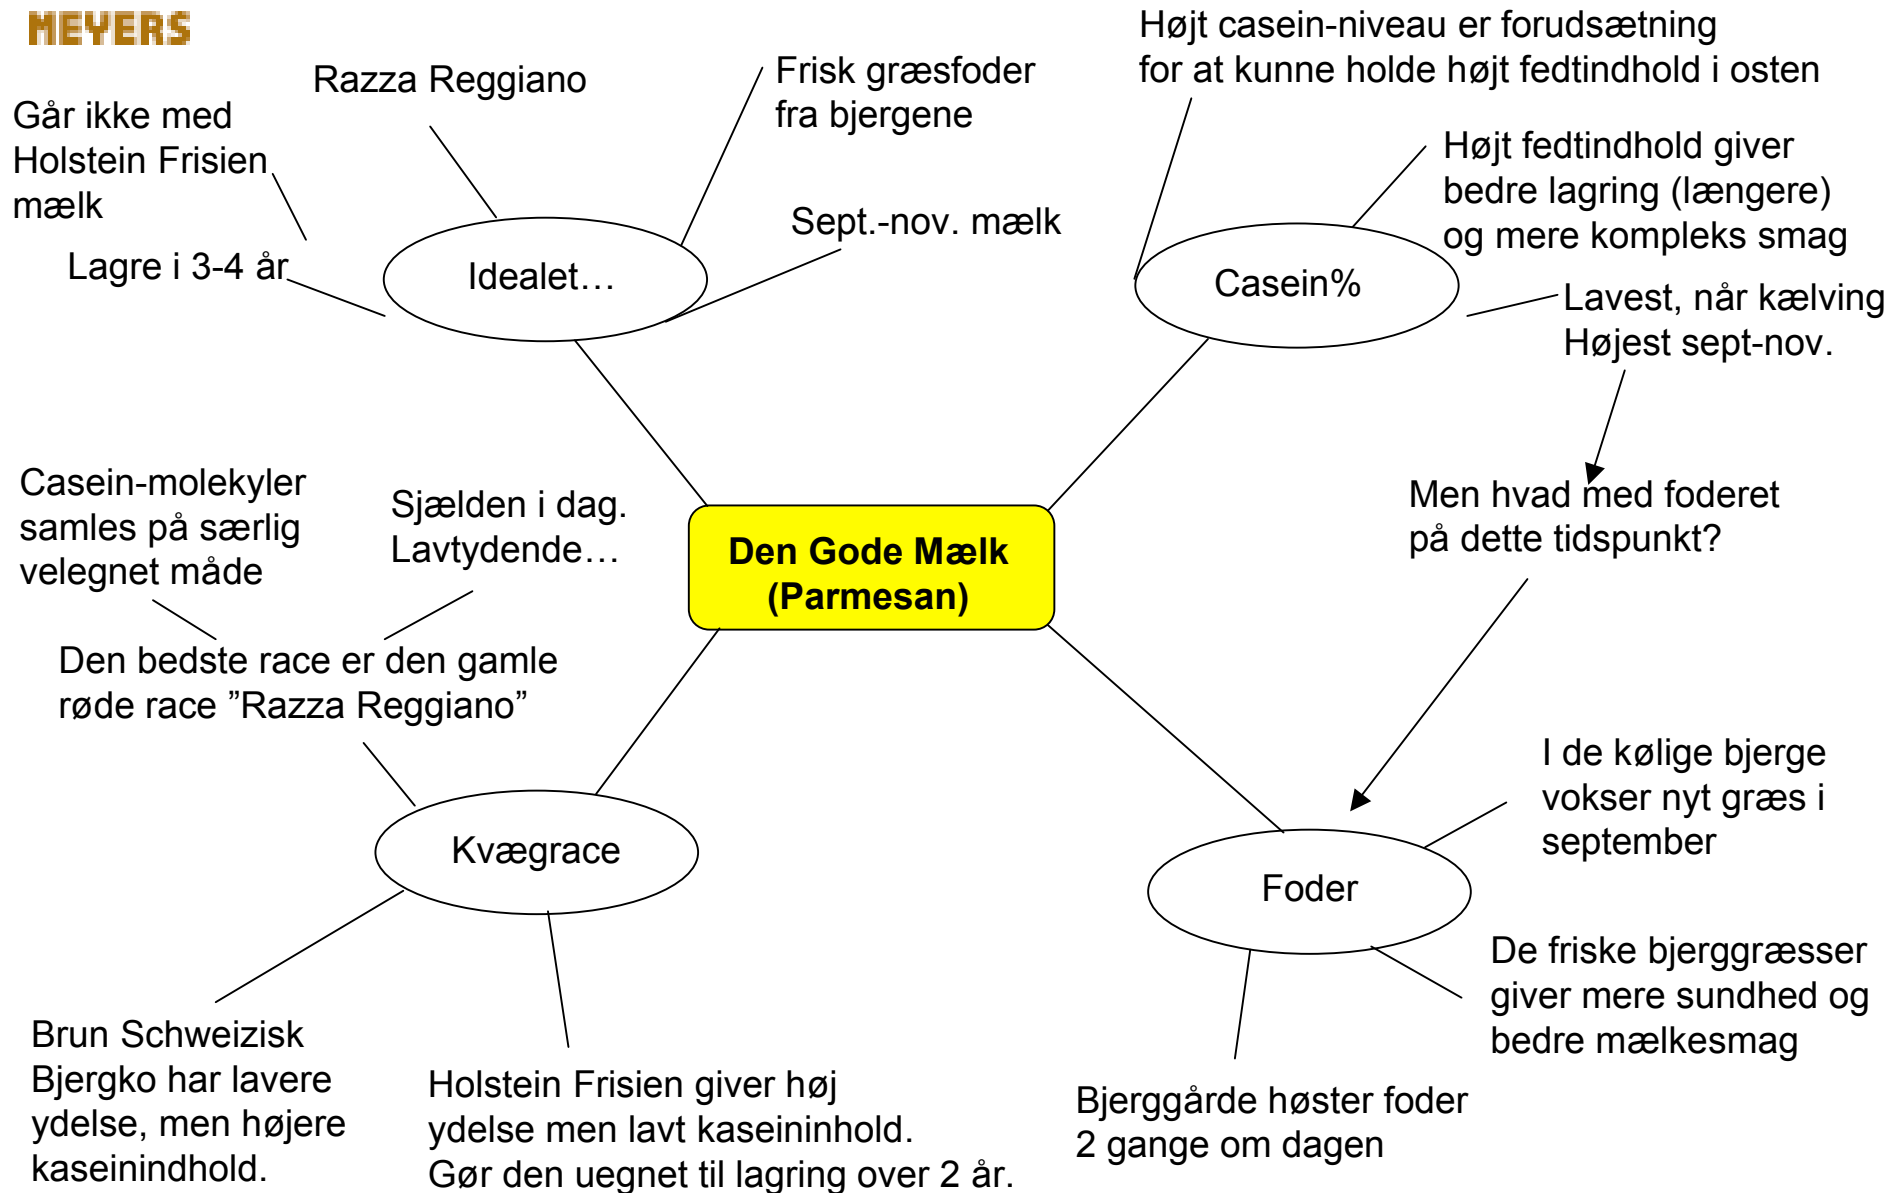 MEYERS
Razza Reggiano
Frisk græsfoder
fra bjergene
Går ikke med
Holstein Frisien
mælk
Lagre i 3-4 år
Sept.-nov. mælk
Idealet…
Højt casein-niveau er forudsætning
for at kunne holde højt fedtindhold i osten
Højt fedtindhold giver
bedre lagring (længere)
og mere kompleks smag
Casein%
Lavest, når kælving
Højest sept-nov.
Men hvad med foderet
på dette tidspunkt?
Casein-molekyler
samles på særlig
velegnet måde
Sjælden i dag.
Lavtydende…
Den Gode Mælk
(Parmesan)
Den bedste race er den gamle
røde race ”Razza Reggiano”
Kvægrace
Brun Schweizisk
Bjergko har lavere
ydelse, men højere
kaseinindhold.
Holstein Frisien giver høj
ydelse men lavt kaseininhold.
Gør den uegnet til lagring over 2 år.
I de kølige bjerge
vokser nyt græs i
september
Foder
De friske bjerggræsser
giver mere sundhed og
bedre mælkesmag
Bjerggårde høster foder
2 gange om dagen